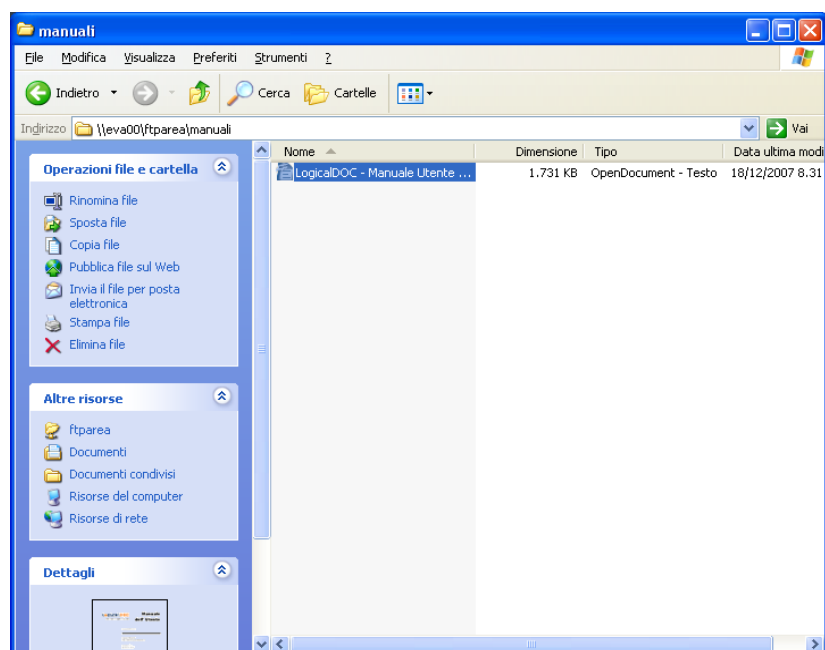 manuali
File Modifica Visualizza Preferiti Strumenti ?
Indietro Cerca Cartelle
Indirizzo \\eva00\ftparea\manuali Vai
Nome Dimensione Tipo Data ultima modi
LogicalDOC - Manuale Utente ... 1.731 KB OpenDocument - Testo 18/12/2007 8.31
Operazioni file e cartella
Rinomina file
Sposta file
Copia file
Pubblica file sul Web
Invia il file per posta
elettronica
Stampa file
Elimina file
Altre risorse
ftparea
Documenti
Documenti condivisi
Risorse del computer
Risorse di rete
Dettagli